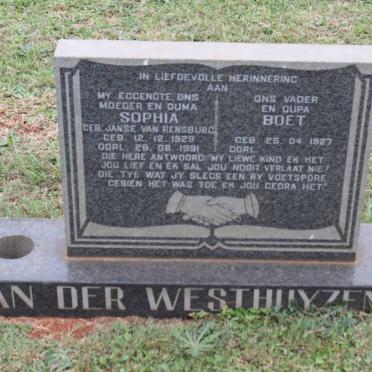 IN LIEFDEVOLLE HERINNERING
AAN
MY EGGENOTE, ONS
MOEDER EN OUMA
SOPHIA
GEB. JANSE VAN RENSBURG
GEB. 12. 12. 1929
OORL. 28. 08. 1991
ONS VADER
EN OUPA
BOET
GEB. 25. 04. 1927
OORL.
DIE HERE ANTWOORD "MY LIEWE KIND EK HET
JOU LIEF EN EK SAL JOU NOOIT VERLAAT NIE!
DIE TYE WAT JY SLEGS EEN RY VOETSPORE
GESIEN HET WAS TOE EK JOU GEDRA HET"
AN DER WESTHUYZEN